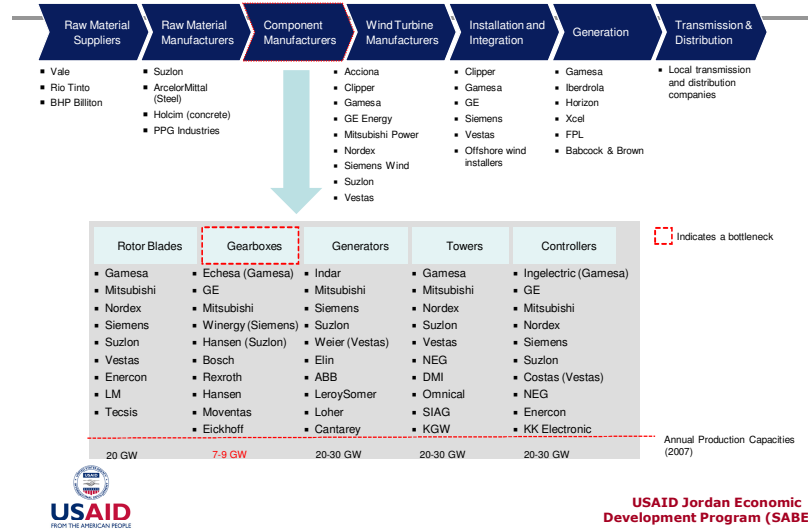 Raw Material
Suppliers
Raw Material
Manufacturers
Component
Manufacturers
Wind Turbine
Manufacturers
Installation and
Integration
Generation
Transmission &
Distribution
▪ Vale
▪ Rio Tinto
▪ BHP Billiton
▪ Suzlon
▪ ArcelorMittal
(Steel)
▪ Holcim (concrete)
▪ PPG Industries
▪ Acciona
▪ Clipper
▪ Gamesa
▪ GE Energy
▪ Mitsubishi Power
▪ Nordex
▪ Siemens Wind
▪ Suzlon
▪ Vestas
▪ Clipper
▪ Gamesa
▪ GE
▪ Siemens
▪ Vestas
▪ Offshore wind
installers
▪ Gamesa
▪ Iberdrola
▪ Horizon
▪ Xcel
▪ FPL
▪ Babcock & Brown
▪ Local transmission
and distribution
companies
Indicates a bottleneck
Rotor Blades
▪ Gamesa
▪ Mitsubishi
▪ Nordex
▪ Siemens
▪ Suzlon
▪ Vestas
▪ Enercon
▪ LM
▪ Tecsis
20 GW
Gearboxes
▪ Echesa (Gamesa)
▪ GE
▪ Mitsubishi
▪ Winergy (Siemens)
▪ Hansen (Suzlon)
▪ Bosch
▪ Rexroth
▪ Hansen
▪ Moventas
▪ Eickhoff
7-9 GW
Generators
▪ Indar
▪ Mitsubishi
▪ Siemens
▪ Suzlon
▪ Weier (Vestas)
▪ Elin
▪ ABB
▪ LeroySomer
▪ Loher
▪ Cantarey
20-30 GW
Towers
▪ Gamesa
▪ Mitsubishi
▪ Nordex
▪ Suzlon
▪ Vestas
▪ NEG
▪ DMI
▪ Omnical
▪ SIAG
▪ KGW
20-30 GW
Controllers
▪ Ingelectric (Gamesa)
▪ GE
▪ Mitsubishi
▪ Nordex
▪ Siemens
▪ Suzlon
▪ Costas (Vestas)
▪ NEG
▪ Enercon
▪ KK Electronic
20-30 GW
Annual Production Capacities
(2007)
USAID
USAID
FROM THE AMERICAN PEOPLE
USAID Jordan Economic
Development Program (SABE